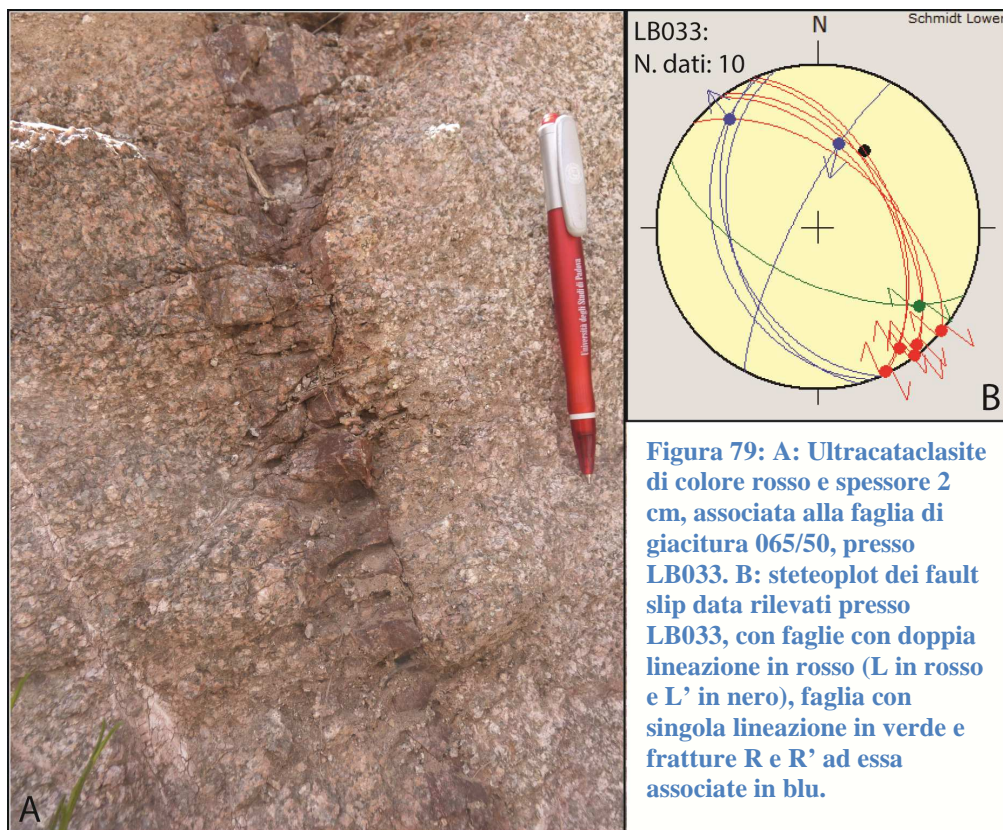 LB033:
N. dati: 10
N
Schmidt Lower
Università degli Studi di Padova
A
B
Figura 79: A: Ultracataclasite
di colore rosso e spessore 2
cm, associata alla faglia di
giacitura 065/50, presso
LB033. B: steteoplot dei fault
slip data rilevati presso
LB033, con faglie con doppia
lineazione in rosso (L in rosso
e L’ in nero), faglia con
singola lineazione in verde e
fratture R e R’ ad essa
associate in blu.